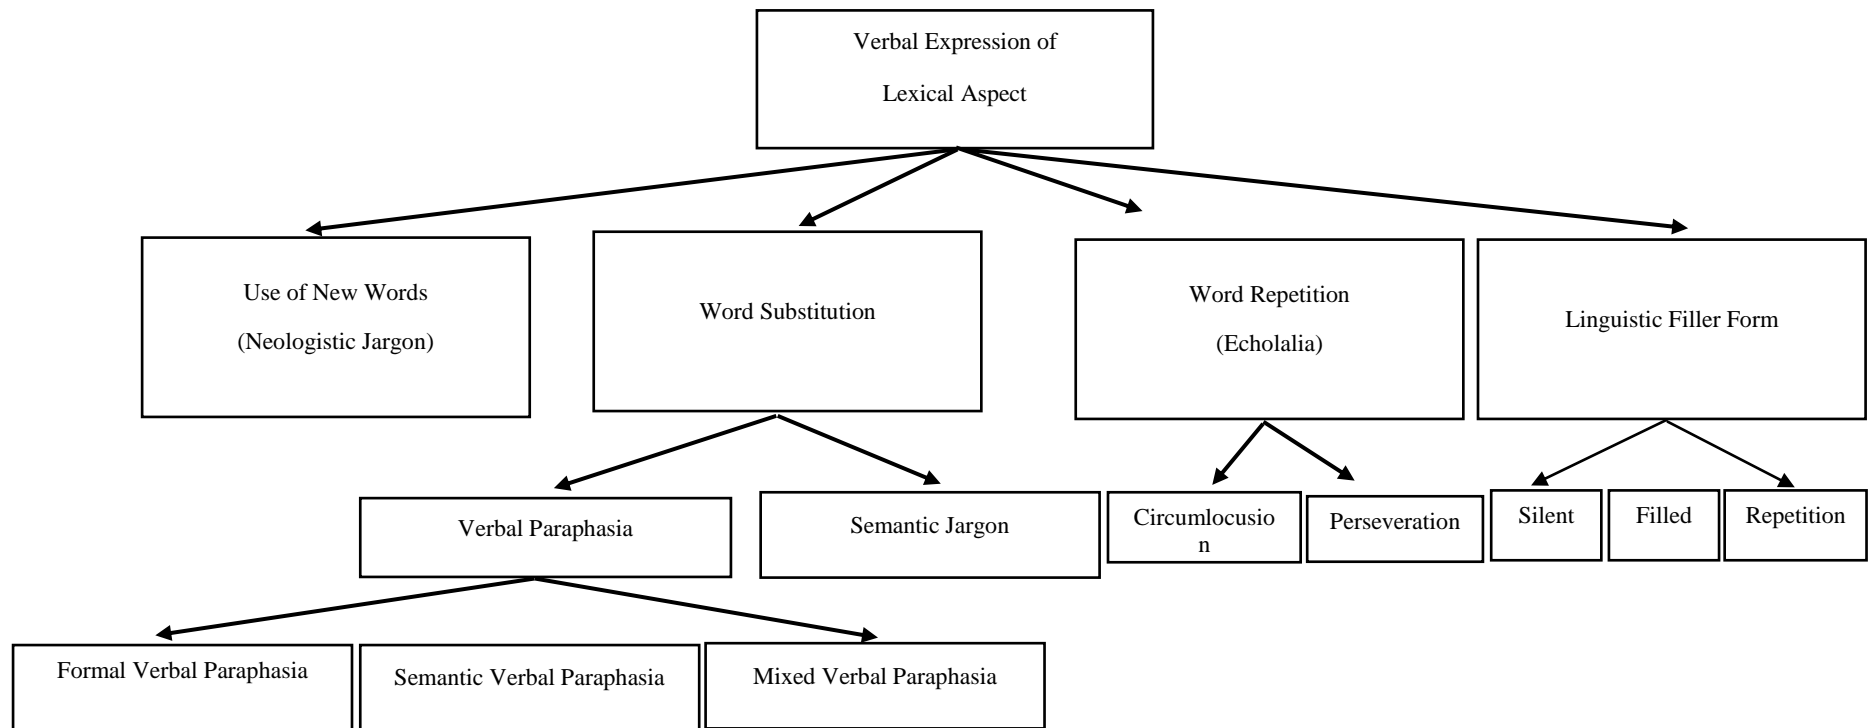 Verbal Expression of
Lexical Aspect
Use of New Words
(Neologistic Jargon)
Word Substitution
Word Repetition
(Echolalia)
Linguistic Filler Form
Verbal Paraphasia
Semantic Jargon
Circumlocusio
n
Perseveration
Silent
Filled
Repetition
Formal Verbal Paraphasia
Semantic Verbal Paraphasia
Mixed Verbal Paraphasia